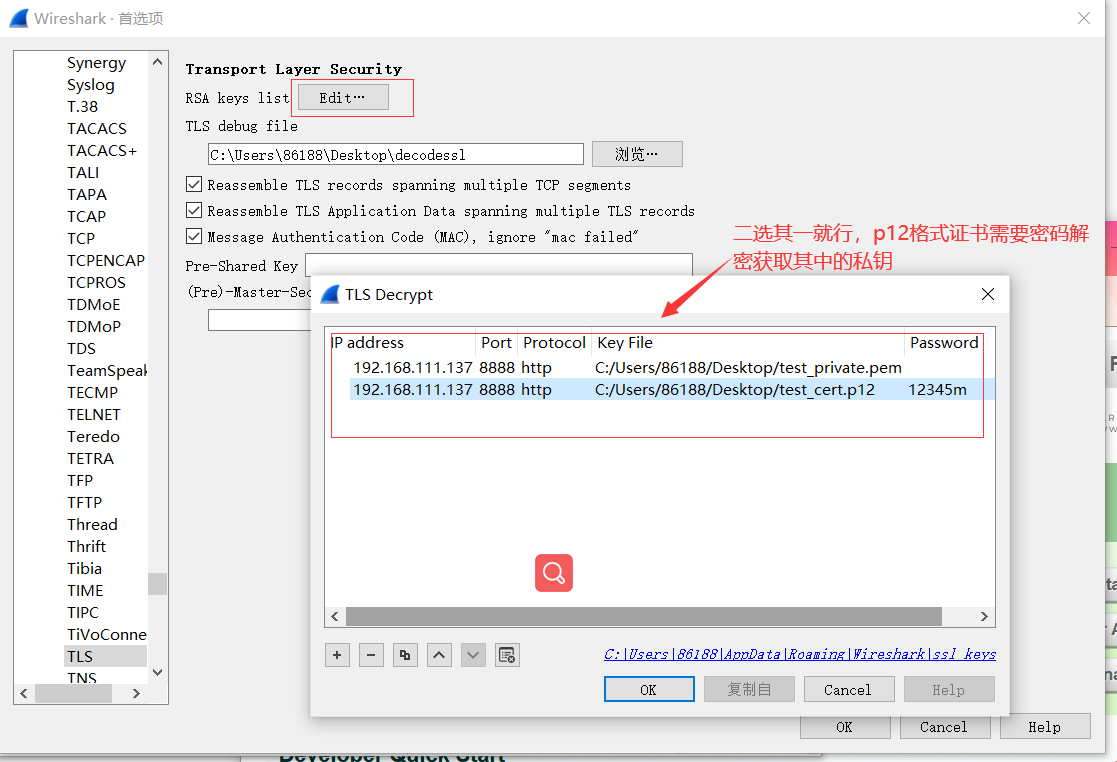 Wireshark · 首选项
Synergy
Syslog
T.38
TACACS
TACACS+
TALI
TAPA
TCAP
TCP
TCPENCAP
TCPROS
TDMoE
TDMoP
TDS
TeamSpeak
TECMP
TELNET
Teredo
TETRA
TFP
TFTP
Thread
Thrift
Tibia
TIME
TIPC
TiVoConne
TLS
TNS
Transport Layer Security
RSA keys list Edit…
TLS debug file
C:\Users\86188\Desktop\decodessl 浏览…
Reassemble TLS records spanning multiple TCP segments
Reassemble TLS Application Data spanning multiple TLS records
Message Authentication Code (MAC), ignore "mac failed"
Pre-Shared Key
(Pre)-Master-Sec
二选其一就行，p12格式证书需要密码解
密获取其中的私钥
TLS Decrypt
IP address Port Protocol Key File Password
192.168.111.137 8888 http C:/Users/86188/Desktop/test_private.pem
192.168.111.137 8888 http C:/Users/86188/Desktop/test_cert.p12 12345m
C:\Users\86188\AppData\Roaming\Wireshark\ssl_keys
OK 复制自 Cancel Help
OK Cancel Help
Developer Quick Start